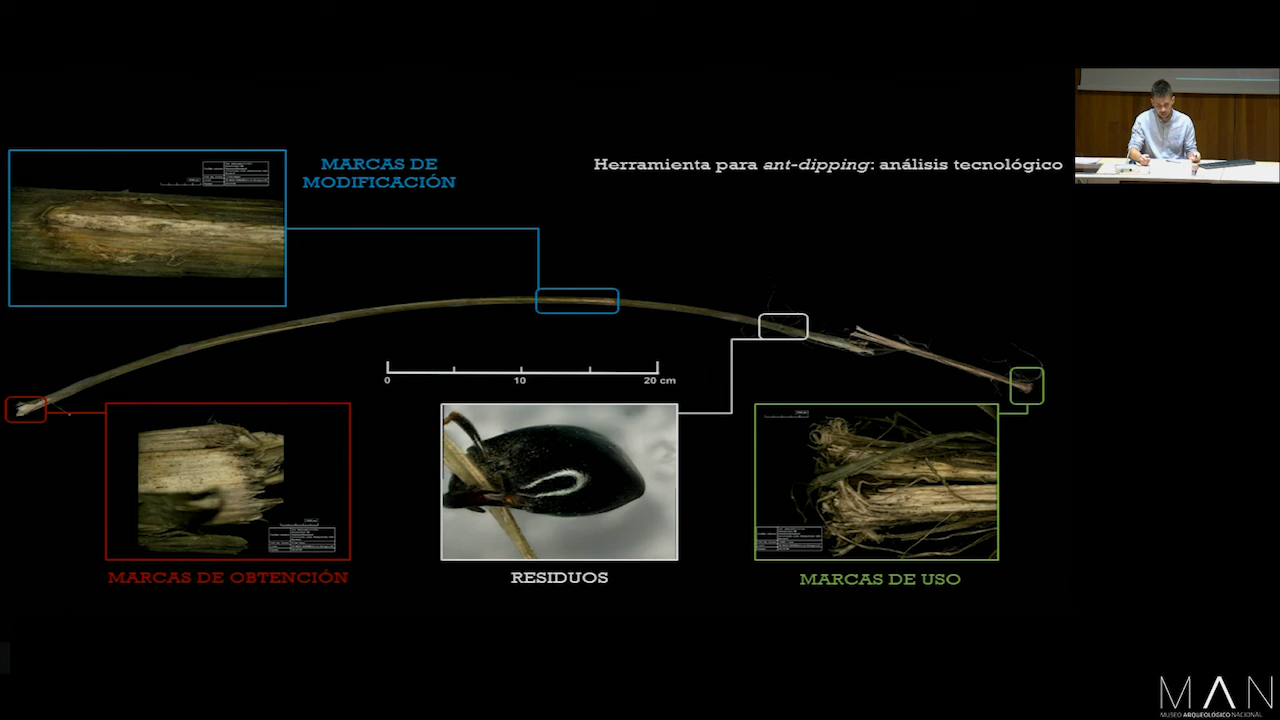 MARCAS DE
MODIFICACIÓN
Herramienta para ant-dipping: análisis tecnológico
0
10
20 cm
MARCAS DE OBTENCIÓN
RESIDUOS
MARCAS DE USO
MAN
MUSEO ARQUEOLÓGICO NACIONAL